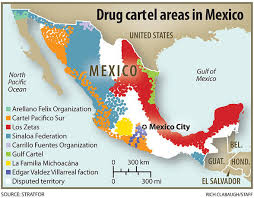 Drug cartel areas in Mexico
UNITED STATES
North
Pacific
Ocean
Gulf of
Mexico
MEXICO
Mexico City
BEL.
GUAT.
HOND.
EL SALVADOR
Arellano Felix Organization
Cartel Pacifico Sur
Los Zetas
Sinaloa Federation
Carrillo Fuentes Organization
Gulf Cartel
La Familia Michoacána
Edgar Valdez Villarreal faction
Disputed territory
0 300 km
0 300 mi
SOURCE: STRATFOR
RICH CLABAUGH/STAFF